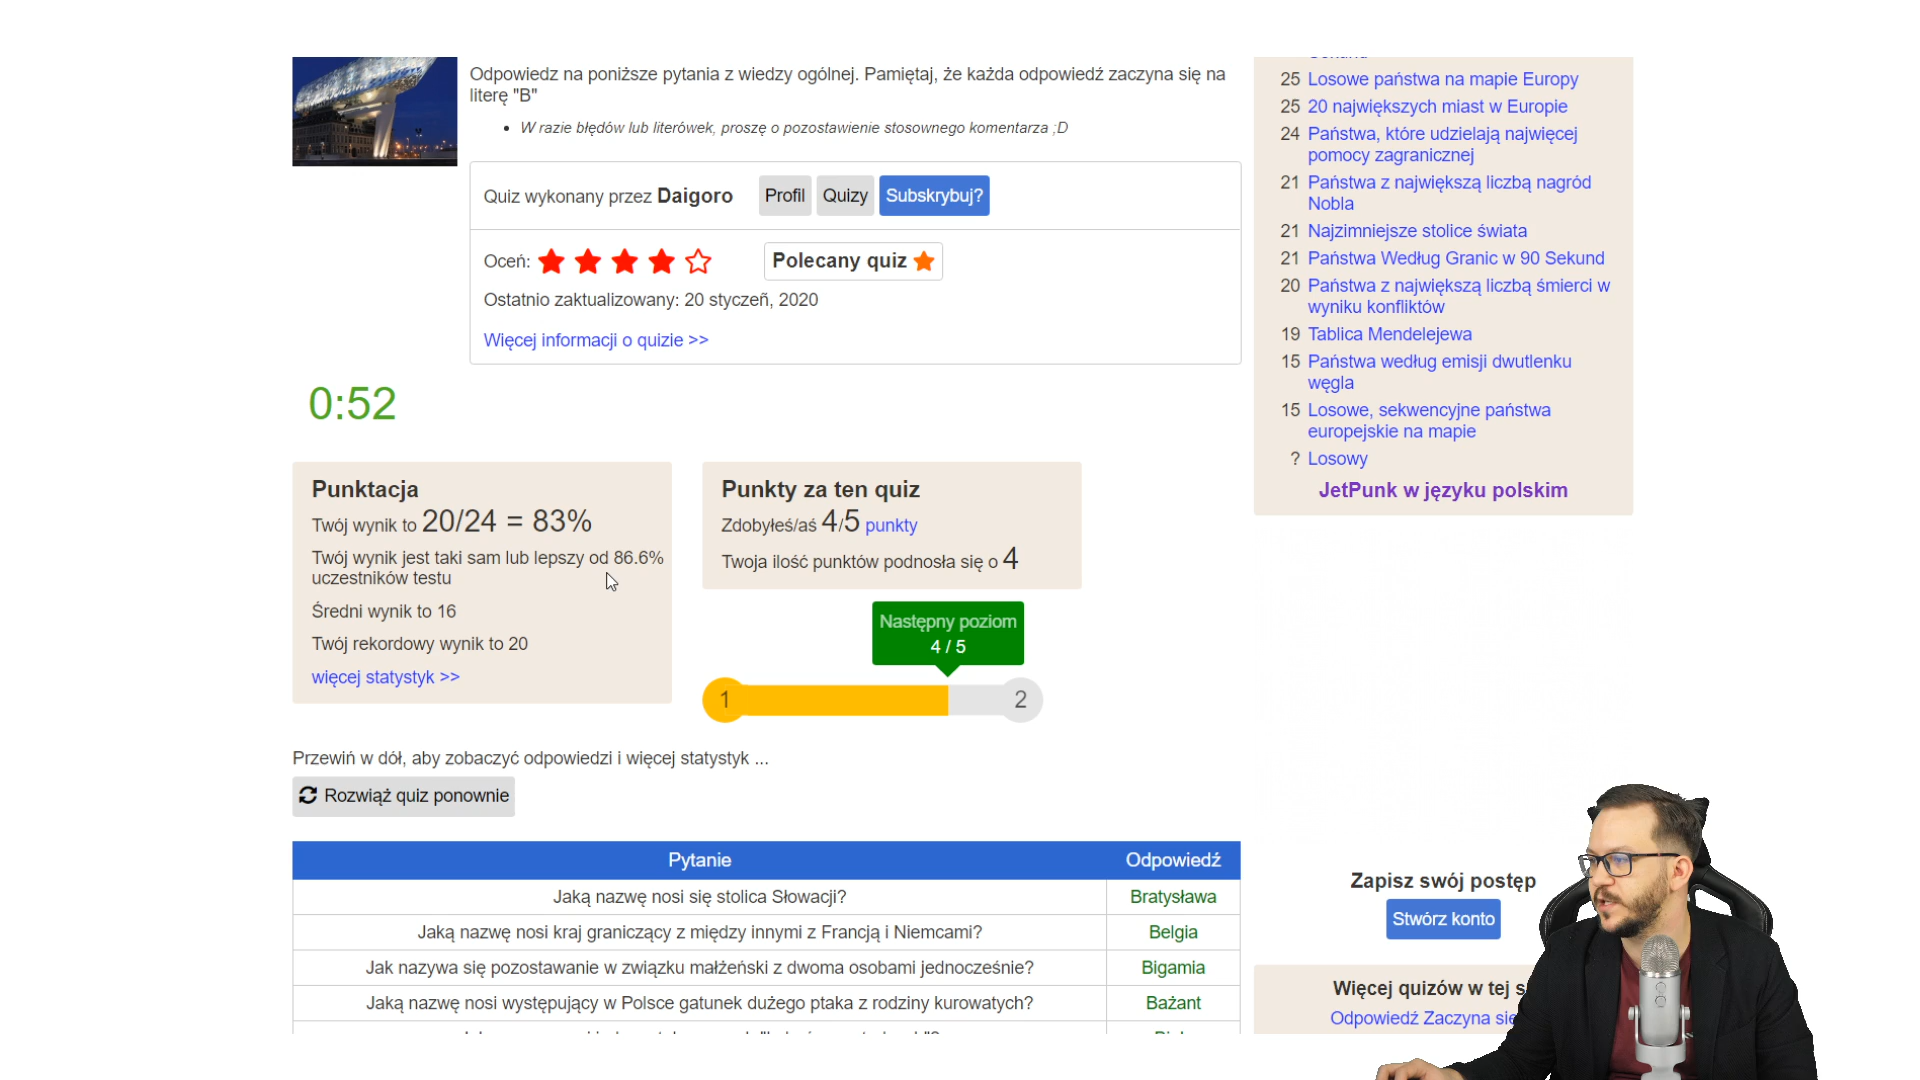 Odpowiedz na poniższe pytania z wiedzy ogólnej. Pamiętaj, że każda odpowiedź zaczyna się na
literę "B"
W razie błędów lub literówek, proszę o pozostawienie stosownego komentarza ;D
Quiz wykonany przez Daigoro Profil Quizy Subskrybuj?
Oceń: Polecany quiz
Ostatnio zaktualizowany: 20 styczeń, 2020
Więcej informacji o quizie >>
0:52
Punktacja
Twój wynik to 20/24 = 83%
Twój wynik jest taki sam lub lepszy od 86.6%
uczestników testu
Średni wynik to 16
Twój rekordowy wynik to 20
więcej statystyk >>
Punkty za ten quiz
Zdobyłeś/aś 4/5 punkty
Twoja ilość punktów podnosła się o 4
Następny poziom
4 / 5
1 2
Przewiń w dół, aby zobaczyć odpowiedzi i więcej statystyk ...
Rozwiąż quiz ponownie
Pytanie Odpowiedź
Jaką nazwę nosi się stolica Słowacji? Bratysława
Jaką nazwę nosi kraj graniczący z między innymi z Francją i Niemcami? Belgia
Jak nazywa się pozostawanie w związku małżeński z dwoma osobami jednocześnie? Bigamia
Jaką nazwę nosi występujący w Polsce gatunek dużego ptaka z rodziny kurowatych? Bażant
25 Losowe państwa na mapie Europy
25 20 największych miast w Europie
24 Państwa, które udzielają najwięcej
pomocy zagranicznej
21 Państwa z największą liczbą nagród
Nobla
21 Najzimniejsze stolice świata
21 Państwa Według Granic w 90 Sekund
20 Państwa z największą liczbą śmierci w
wyniku konfliktów
19 Tablica Mendelejewa
15 Państwa według emisji dwutlenku
węgla
15 Losowe, sekwencyjne państwa
europejskie na mapie
? Losowy
JetPunk w języku polskim
Zapisz swój postęp
Stwórz konto
Więcej quizów w tej s
Odpowiedź Zaczyna się